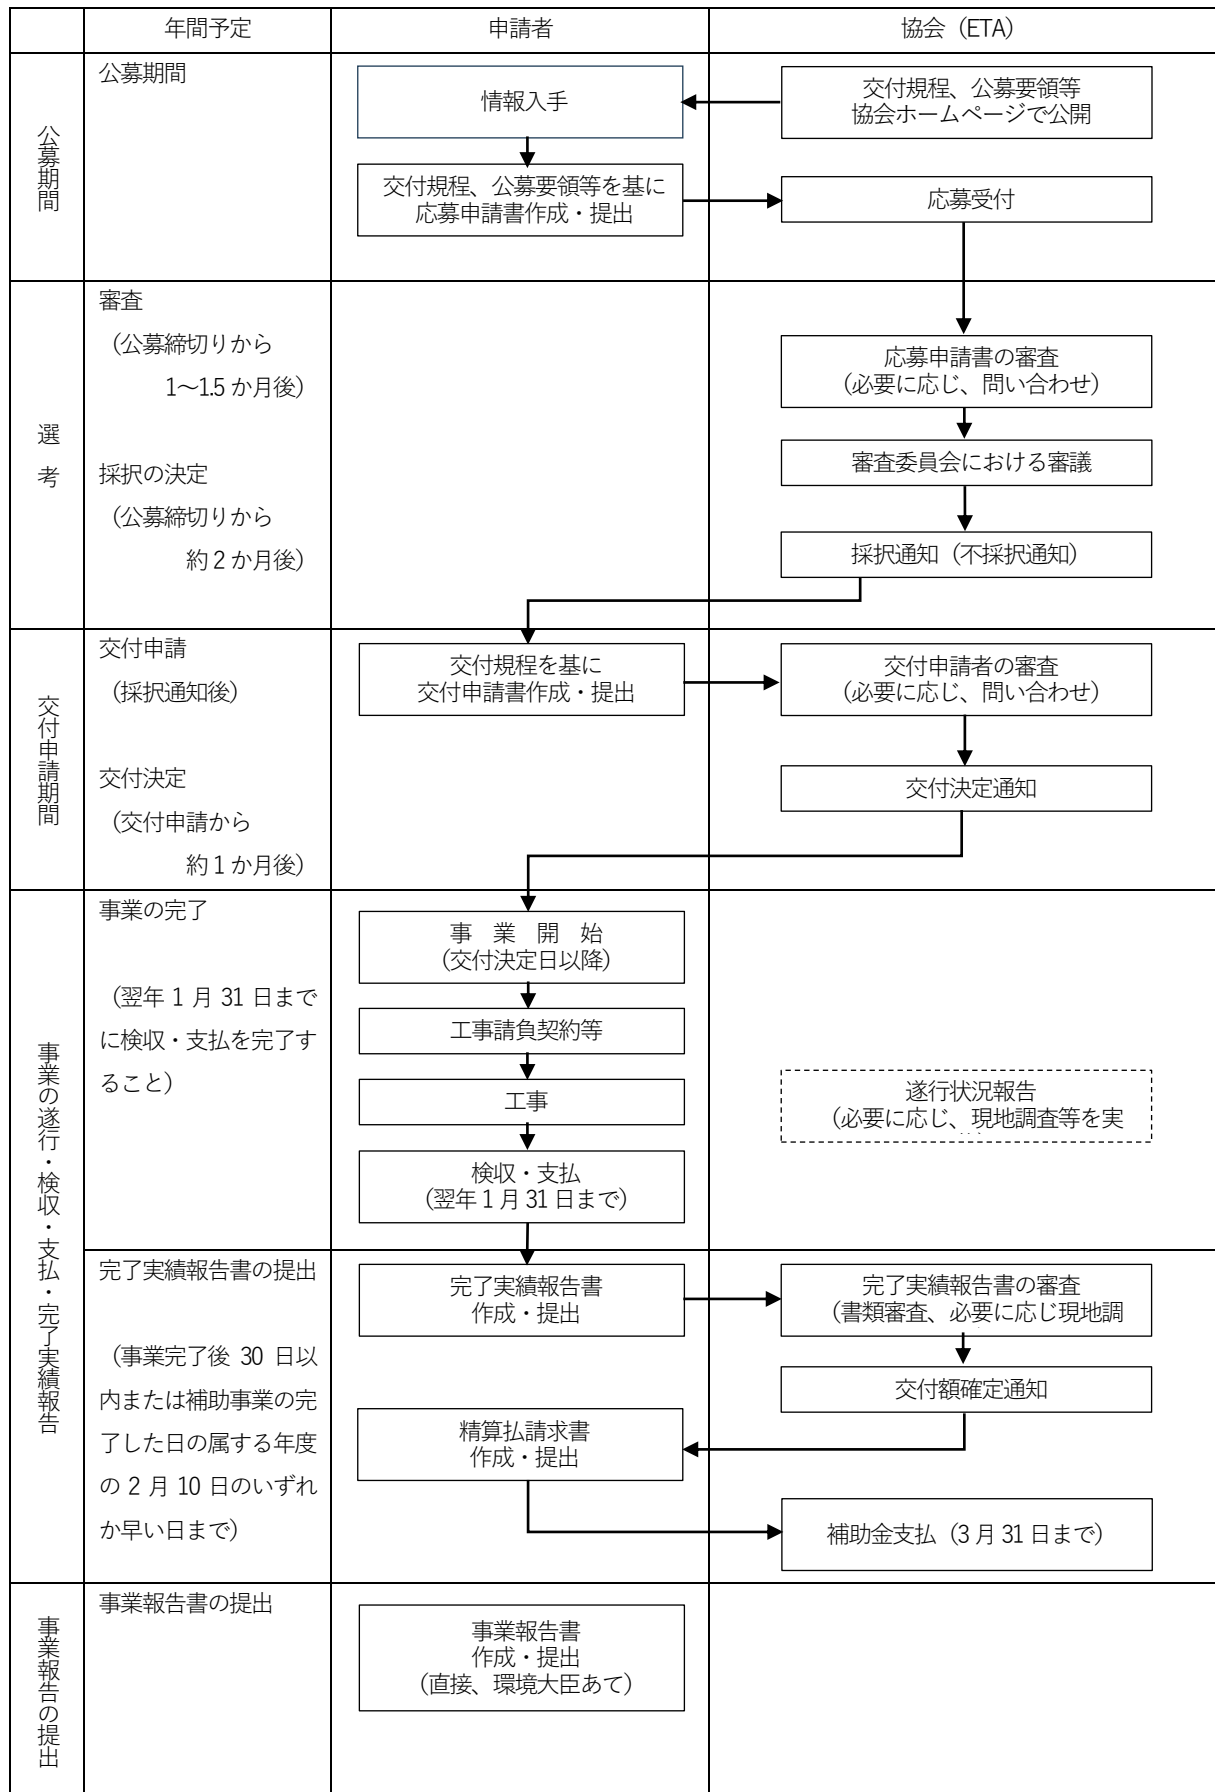 年間予定
申請者
協会（ETA）
公募期間
公募期間
情報入手
交付規程、公募要領等
協会ホームページで公開
交付規程、公募要領等を基に
応募申請書作成・提出
応募受付
選考
審査
（公募締切りから
1～1.5 か月後）
採択の決定
（公募締切りから
約 2 か月後）
応募申請書の審査
（必要に応じ、問い合わせ）
審査委員会における審議
採択通知（不採択通知）
交付申請期間
交付申請
（採択通知後）
交付決定
（交付申請から
約 1 か月後）
交付規程を基に
交付申請書作成・提出
交付申請者の審査
（必要に応じ、問い合わせ）
交付決定通知
事業の遂行・検収・支払・完了実績報告
事業の完了
（翌年 1 月 31 日まで
に検収・支払を完了す
ること）
事　業　開　始
（交付決定日以降）
工事請負契約等
工事
検収・支払
（翌年 1 月 31 日まで）
遂行状況報告
（必要に応じ、現地調査等を実
完了実績報告書の提出
（事業完了後 30 日以
内または補助事業の完
了した日の属する年度
の 2 月 10 日のいずれ
か早い日まで）
完了実績報告書
作成・提出
完了実績報告書の審査
（書類審査、必要に応じ現地調
交付額確定通知
精算払請求書
作成・提出
補助金支払（3 月 31 日まで）
事業報告の提出
事業報告書の提出
事業報告書
作成・提出
（直接、環境大臣あて）